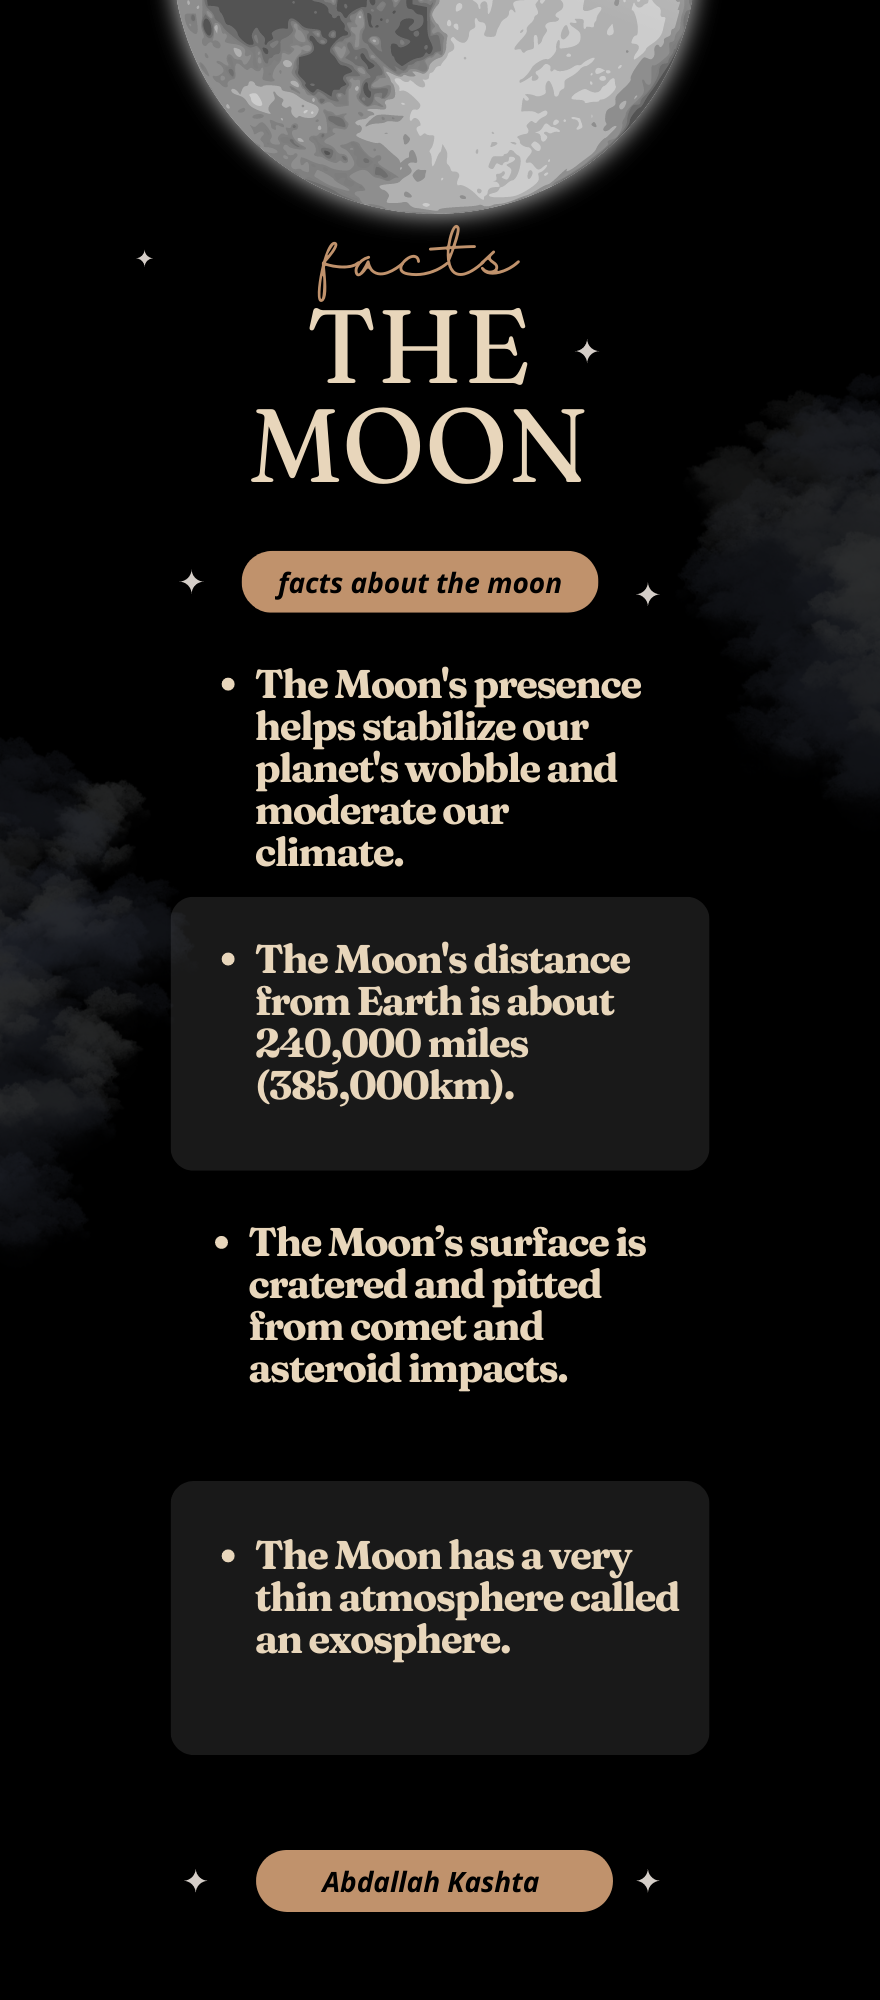 facts
THE
MOON
facts about the moon
• The Moon's presence
helps stabilize our
planet's wobble and
moderate our
climate.
• The Moon's distance
from Earth is about
240,000 miles
(385,000km).
• The Moon’s surface is
cratered and pitted
from comet and
asteroid impacts.
• The Moon has a very
thin atmosphere called
an exosphere.
Abdallah Kashta